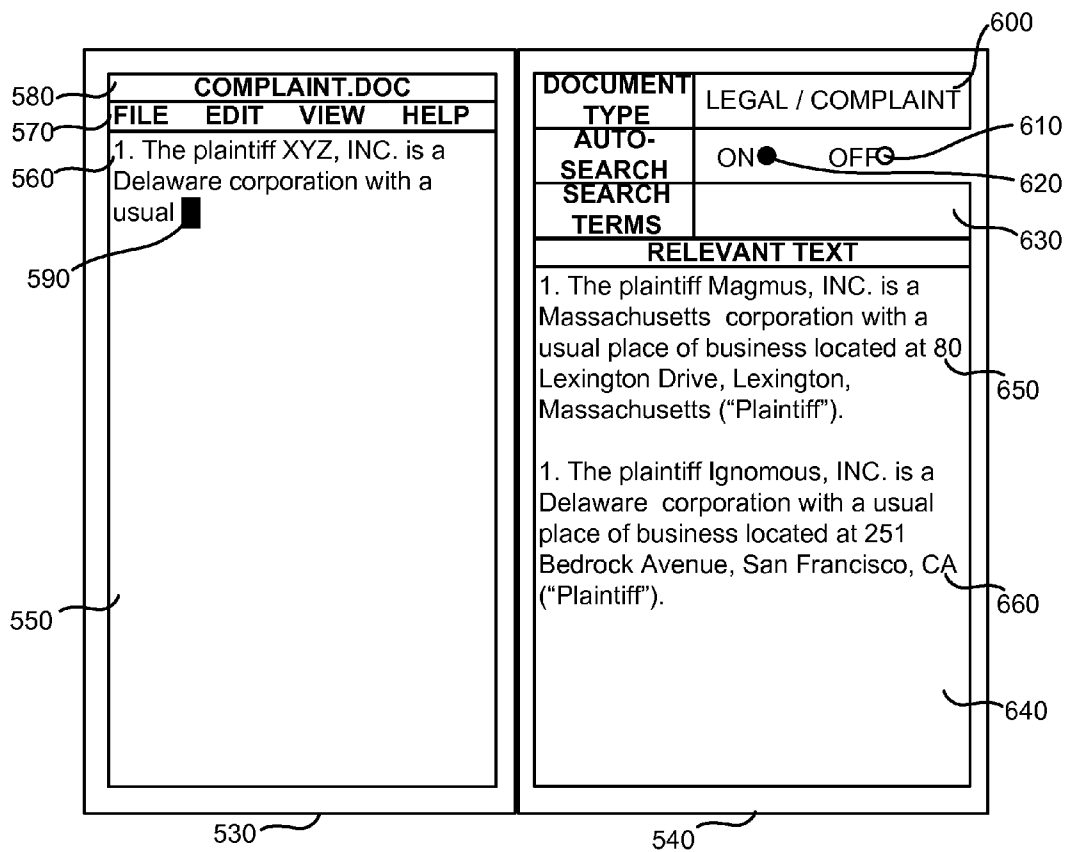 600
580
COMPLAINT.DOC
570
FILE EDIT VIEW HELP
560
1. The plaintiff XYZ, INC. is a
Delaware corporation with a
usual
590
550
530
DOCUMENT
TYPE
LEGAL / COMPLAINT
AUTO-
SEARCH
ON OFF
610
620
SEARCH
TERMS
630
RELEVANT TEXT
1. The plaintiff Magmus, INC. is a
Massachusetts corporation with a
usual place of business located at 80
Lexington Drive, Lexington,
Massachusetts (“Plaintiff”).
650
1. The plaintiff Ignomous, INC. is a
Delaware corporation with a usual
place of business located at 251
Bedrock Avenue, San Francisco, CA
(“Plaintiff”).
660
640
540